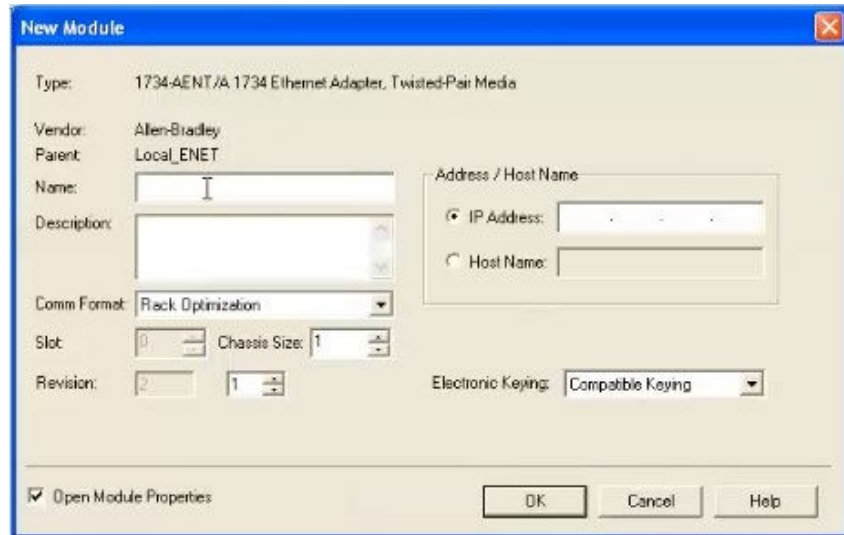 New Module
Type: 1734-AENT/A 1734 Ethernet Adapter, Twisted-Pair Media
Vendor: Allen-Bradley
Parent: Local_ENET
Name:
Address / Host Name
IP Address: . . .
Description:
Host Name:
Comm Format: Rack Optimization
Slot: 0 Chassis Size: 1
Revision: 2 1 Electronic Keying: Compatible Keying
Open Module Properties OK Cancel Help